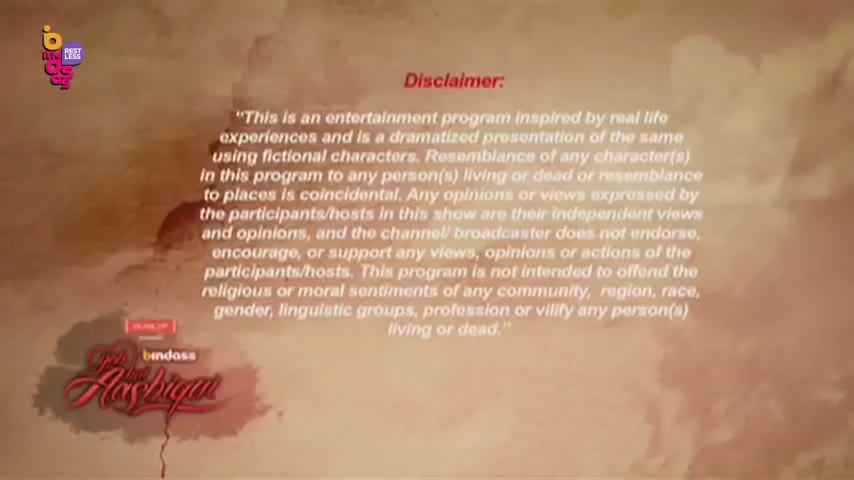 bindass
REST
LESS
Disclaimer:
"This is an entertainment program inspired by real life
experiences and is a dramatized presentation of the same
using fictional characters. Resemblance of any character(s)
in this program to any person(s) living or dead or resemblance
to places is coincidental. Any opinions or views expressed by
the participants/hosts in this show are their independent views
and opinions, and the channel/ broadcaster does not endorse,
encourage, or support any views, opinions or actions of the
participants/hosts. This program is not intended to offend the
religious or moral sentiments of any community,  region, race,
gender, linguistic groups, profession or vilify any person(s)
living or dead."
bindass
Yeh hai
Aashiqui